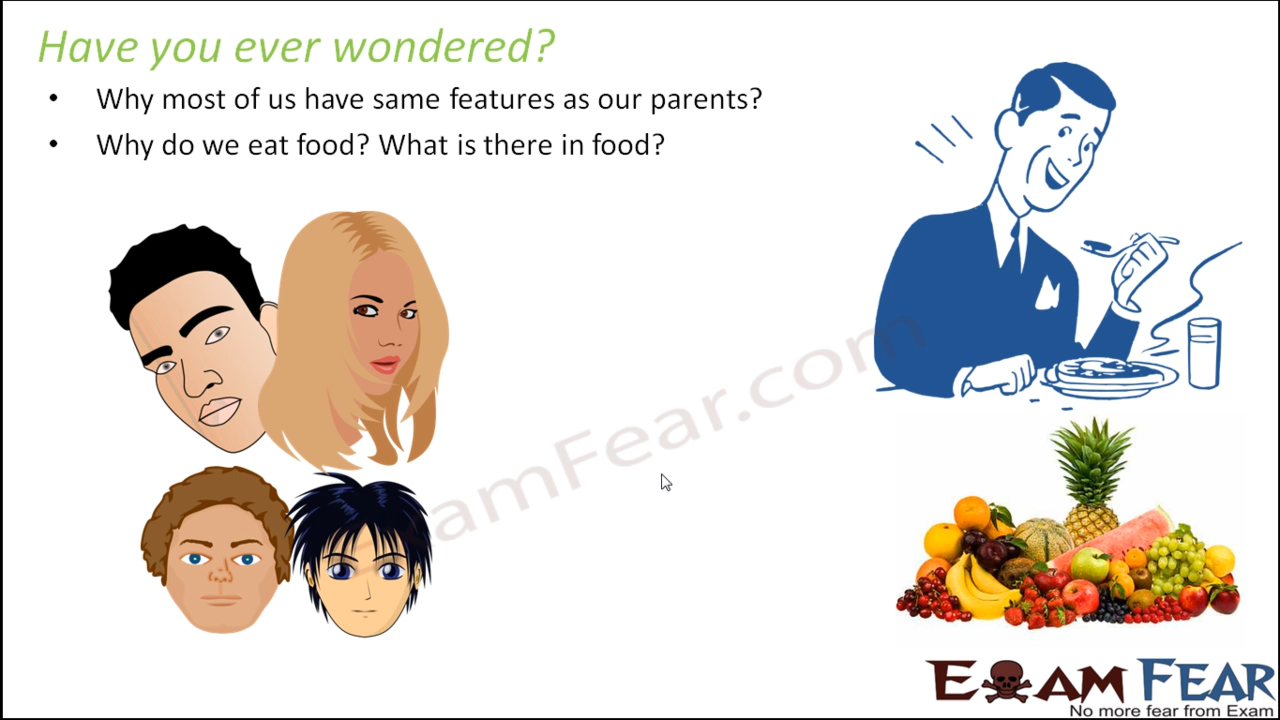 Have you ever wondered?
• Why most of us have same features as our parents?
• Why do we eat food? What is there in food?
ExamFear.com
EXAM FEAR
No more fear from Exam